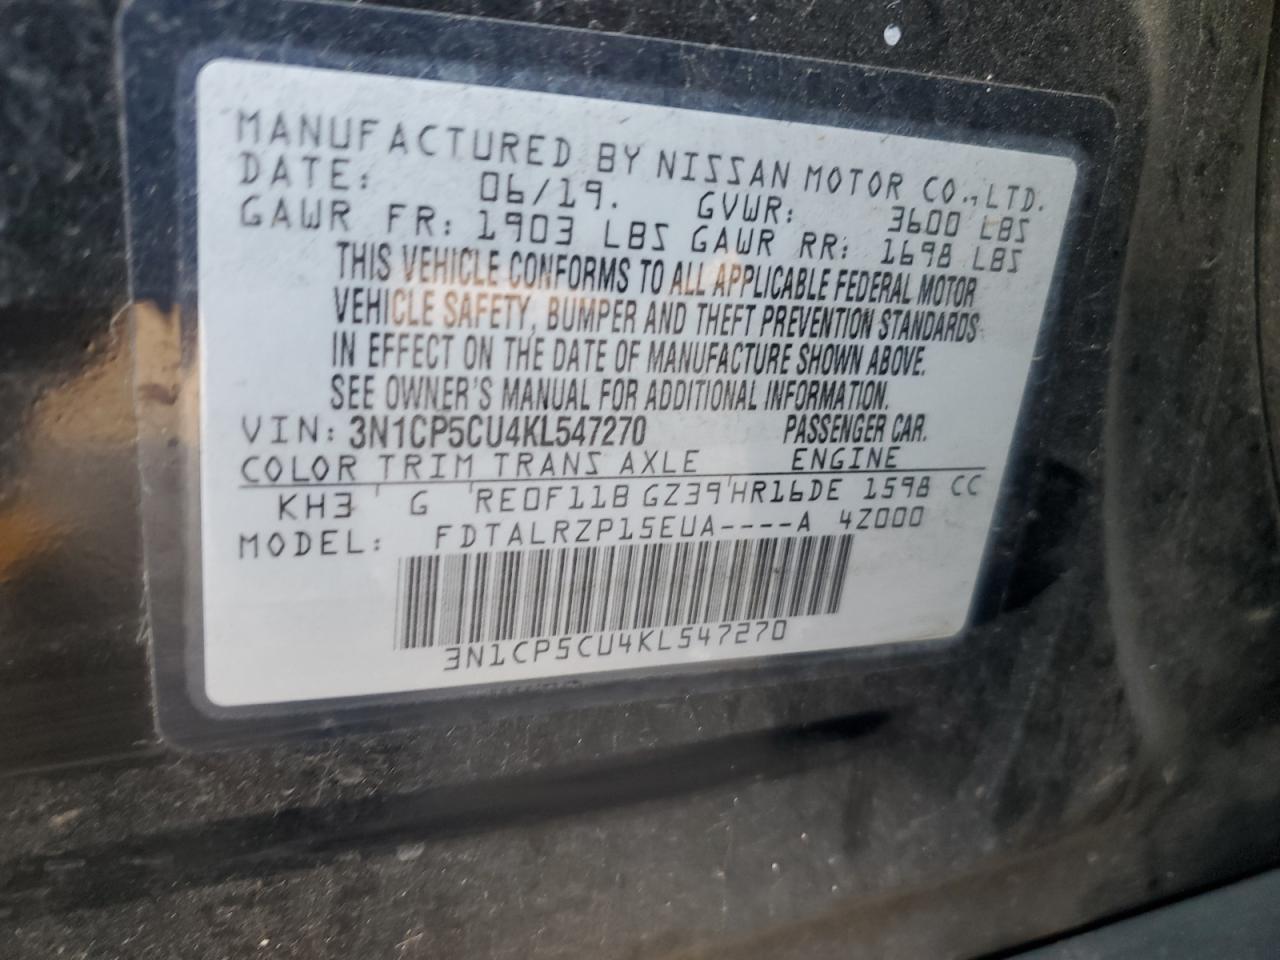 MANUFACTURED BY NISSAN MOTOR CO.,LTD.
DATE: 06/19. GVWR: 3600 LBS
GAWR FR: 1903 LBS GAWR RR: 1698 LBS
THIS VEHICLE CONFORMS TO ALL APPLICABLE FEDERAL MOTOR
VEHICLE SAFETY, BUMPER AND THEFT PREVENTION STANDARDS
IN EFFECT ON THE DATE OF MANUFACTURE SHOWN ABOVE.
SEE OWNER'S MANUAL FOR ADDITIONAL INFORMATION.
VIN: 3N1CP5CU4KL547270 PASSENGER CAR.
COLOR TRIM TRANS AXLE ENGINE
KH3 ' G 'RE0F11B GZ39'HR16DE 1598 CC
MODEL: FDTALRZP15EUA----A 4Z000
3N1CP5CU4KL547270